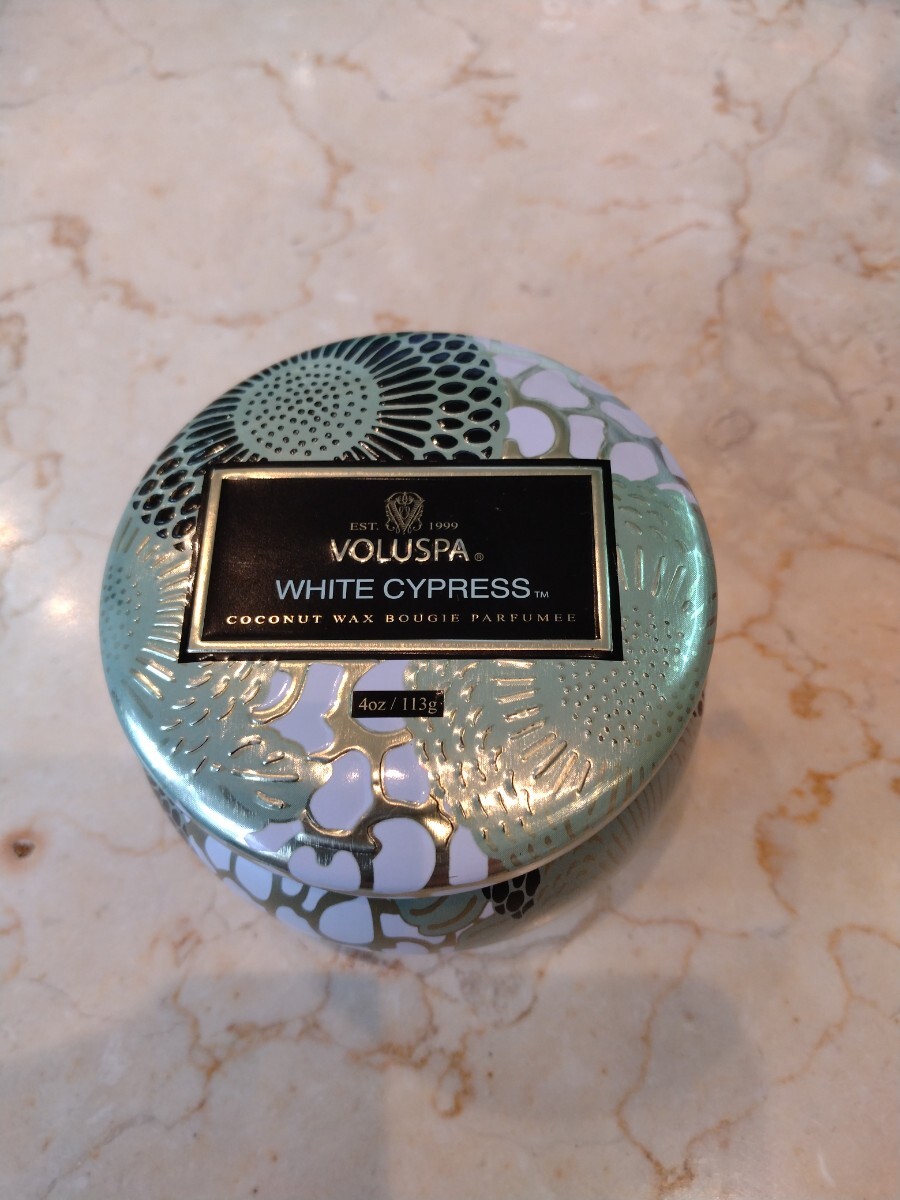 EST. 1999
VOLUSPA®
WHITE CYPRESS™
COCONUT WAX BOUGIE PARFUMEE
4oz / 113g